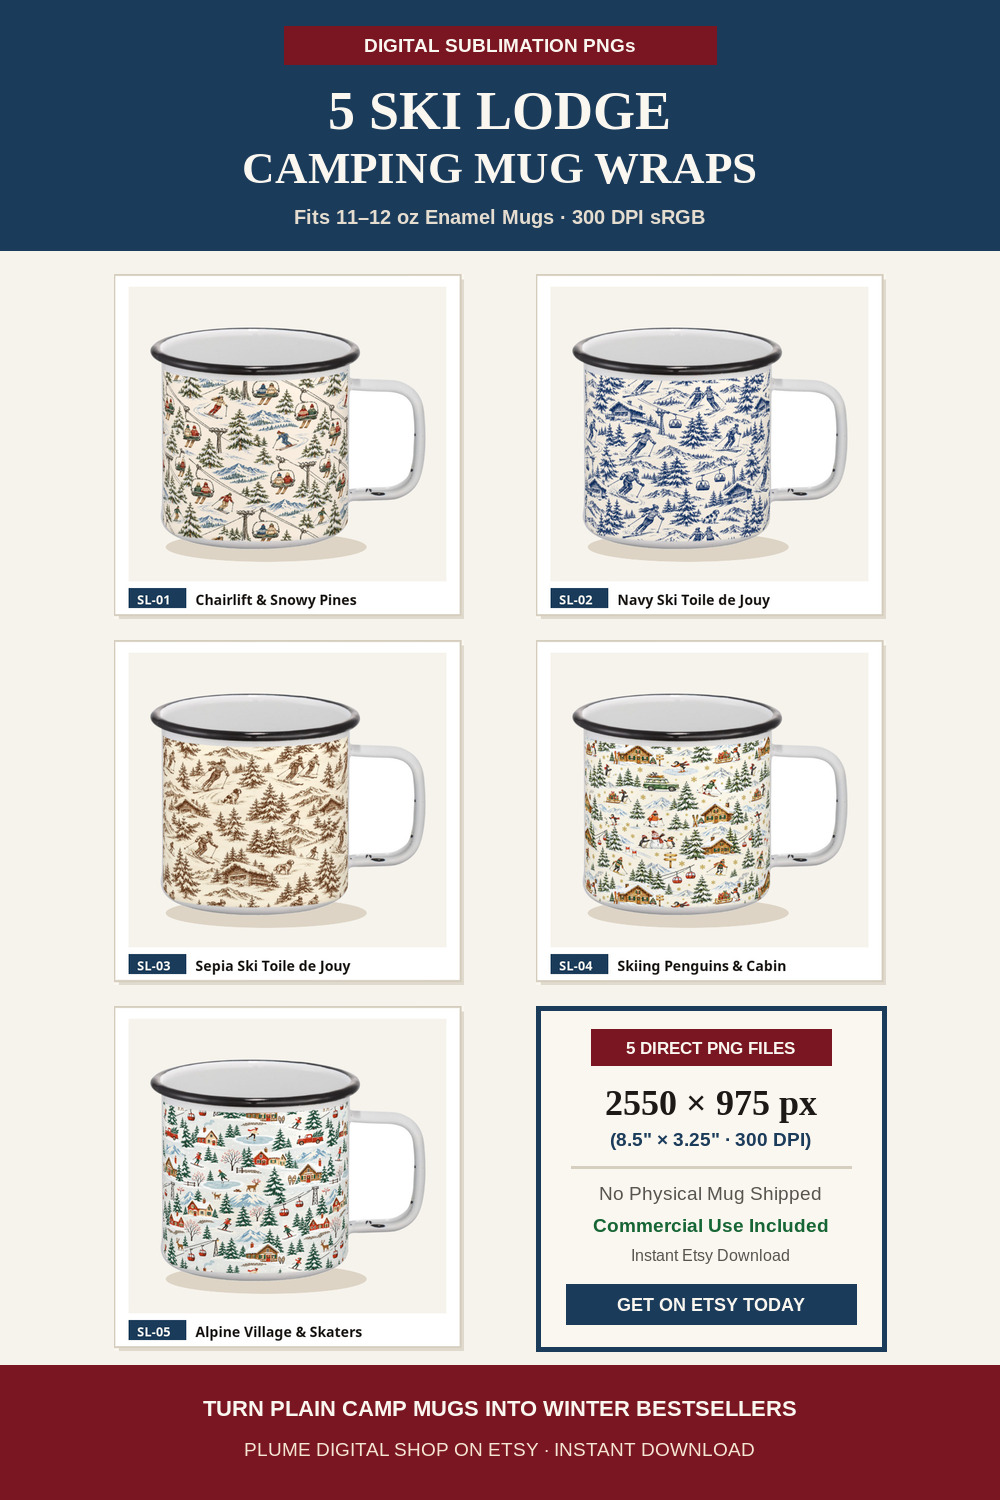 DIGITAL SUBLIMATION PNGs
5 SKI LODGE
CAMPING MUG WRAPS
Fits 11–12 oz Enamel Mugs · 300 DPI sRGB
SL-01 Chairlift & Snowy Pines
SL-02 Navy Ski Toile de Jouy
SL-03 Sepia Ski Toile de Jouy
SL-04 Skiing Penguins & Cabin
SL-05 Alpine Village & Skaters
5 DIRECT PNG FILES
2550 × 975 px
(8.5" × 3.25" · 300 DPI)
No Physical Mug Shipped
Commercial Use Included
Instant Etsy Download
GET ON ETSY TODAY
TURN PLAIN CAMP MUGS INTO WINTER BESTSELLERS
PLUME DIGITAL SHOP ON ETSY · INSTANT DOWNLOAD